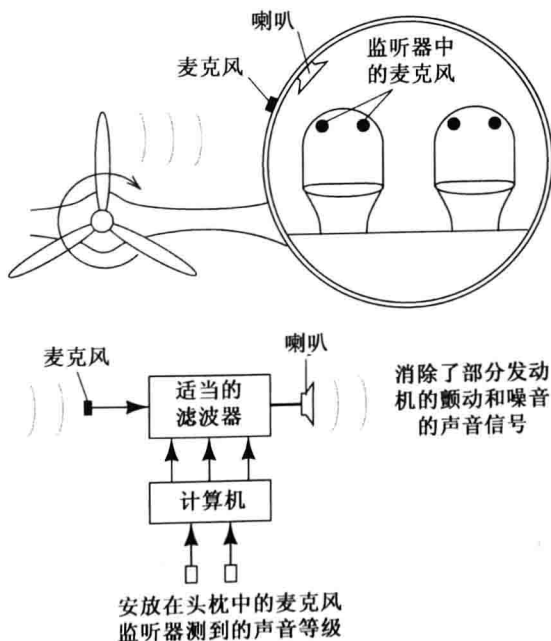 喇叭
监听器中
的麦克风
麦克风
麦克风
喇叭
适当的
滤波器
消除了部分发动
机的颤动和噪音
的声音信号
计算机
安放在头枕中的麦克风
监听器测到的声音等级